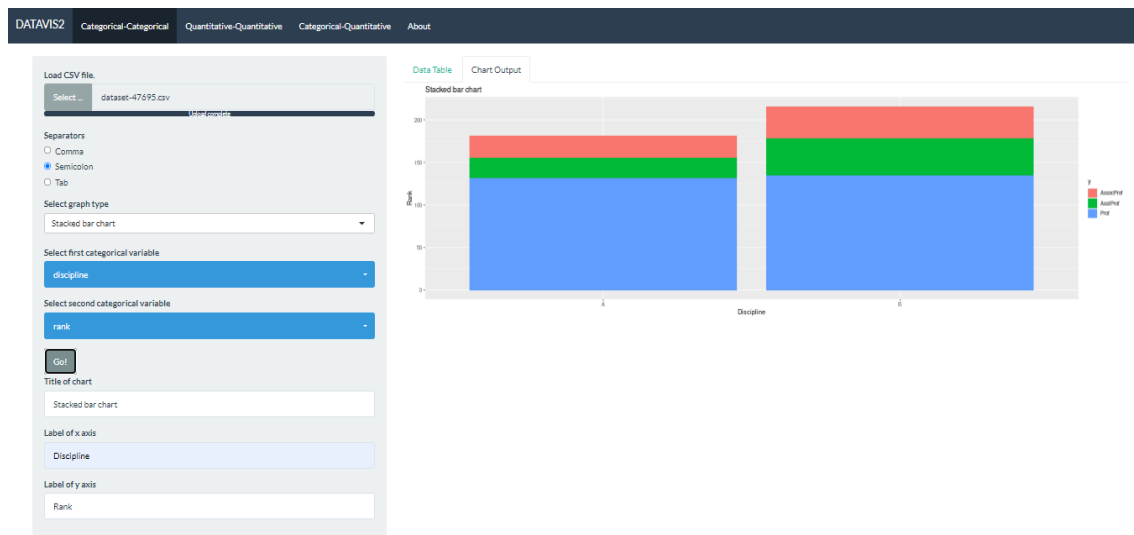 DATAVIS2 Categorical-Categorical Quantitative-Quantitative Categorical-Quantitative About
Load CSV file.
Select ... dataset-47695.csv
Upload complete
Separators
Comma
Semicolon
Tab
Select graph type
Stacked bar chart
Select first categorical variable
discipline
Select second categorical variable
rank
Go!
Title of chart
Stacked bar chart
Label of x axis
Discipline
Label of y axis
Rank
Data Table Chart Output
Stacked bar chart
200
150
100
50
0
Rank
A B
Discipline
y
AssocProf
AsstProf
Prof